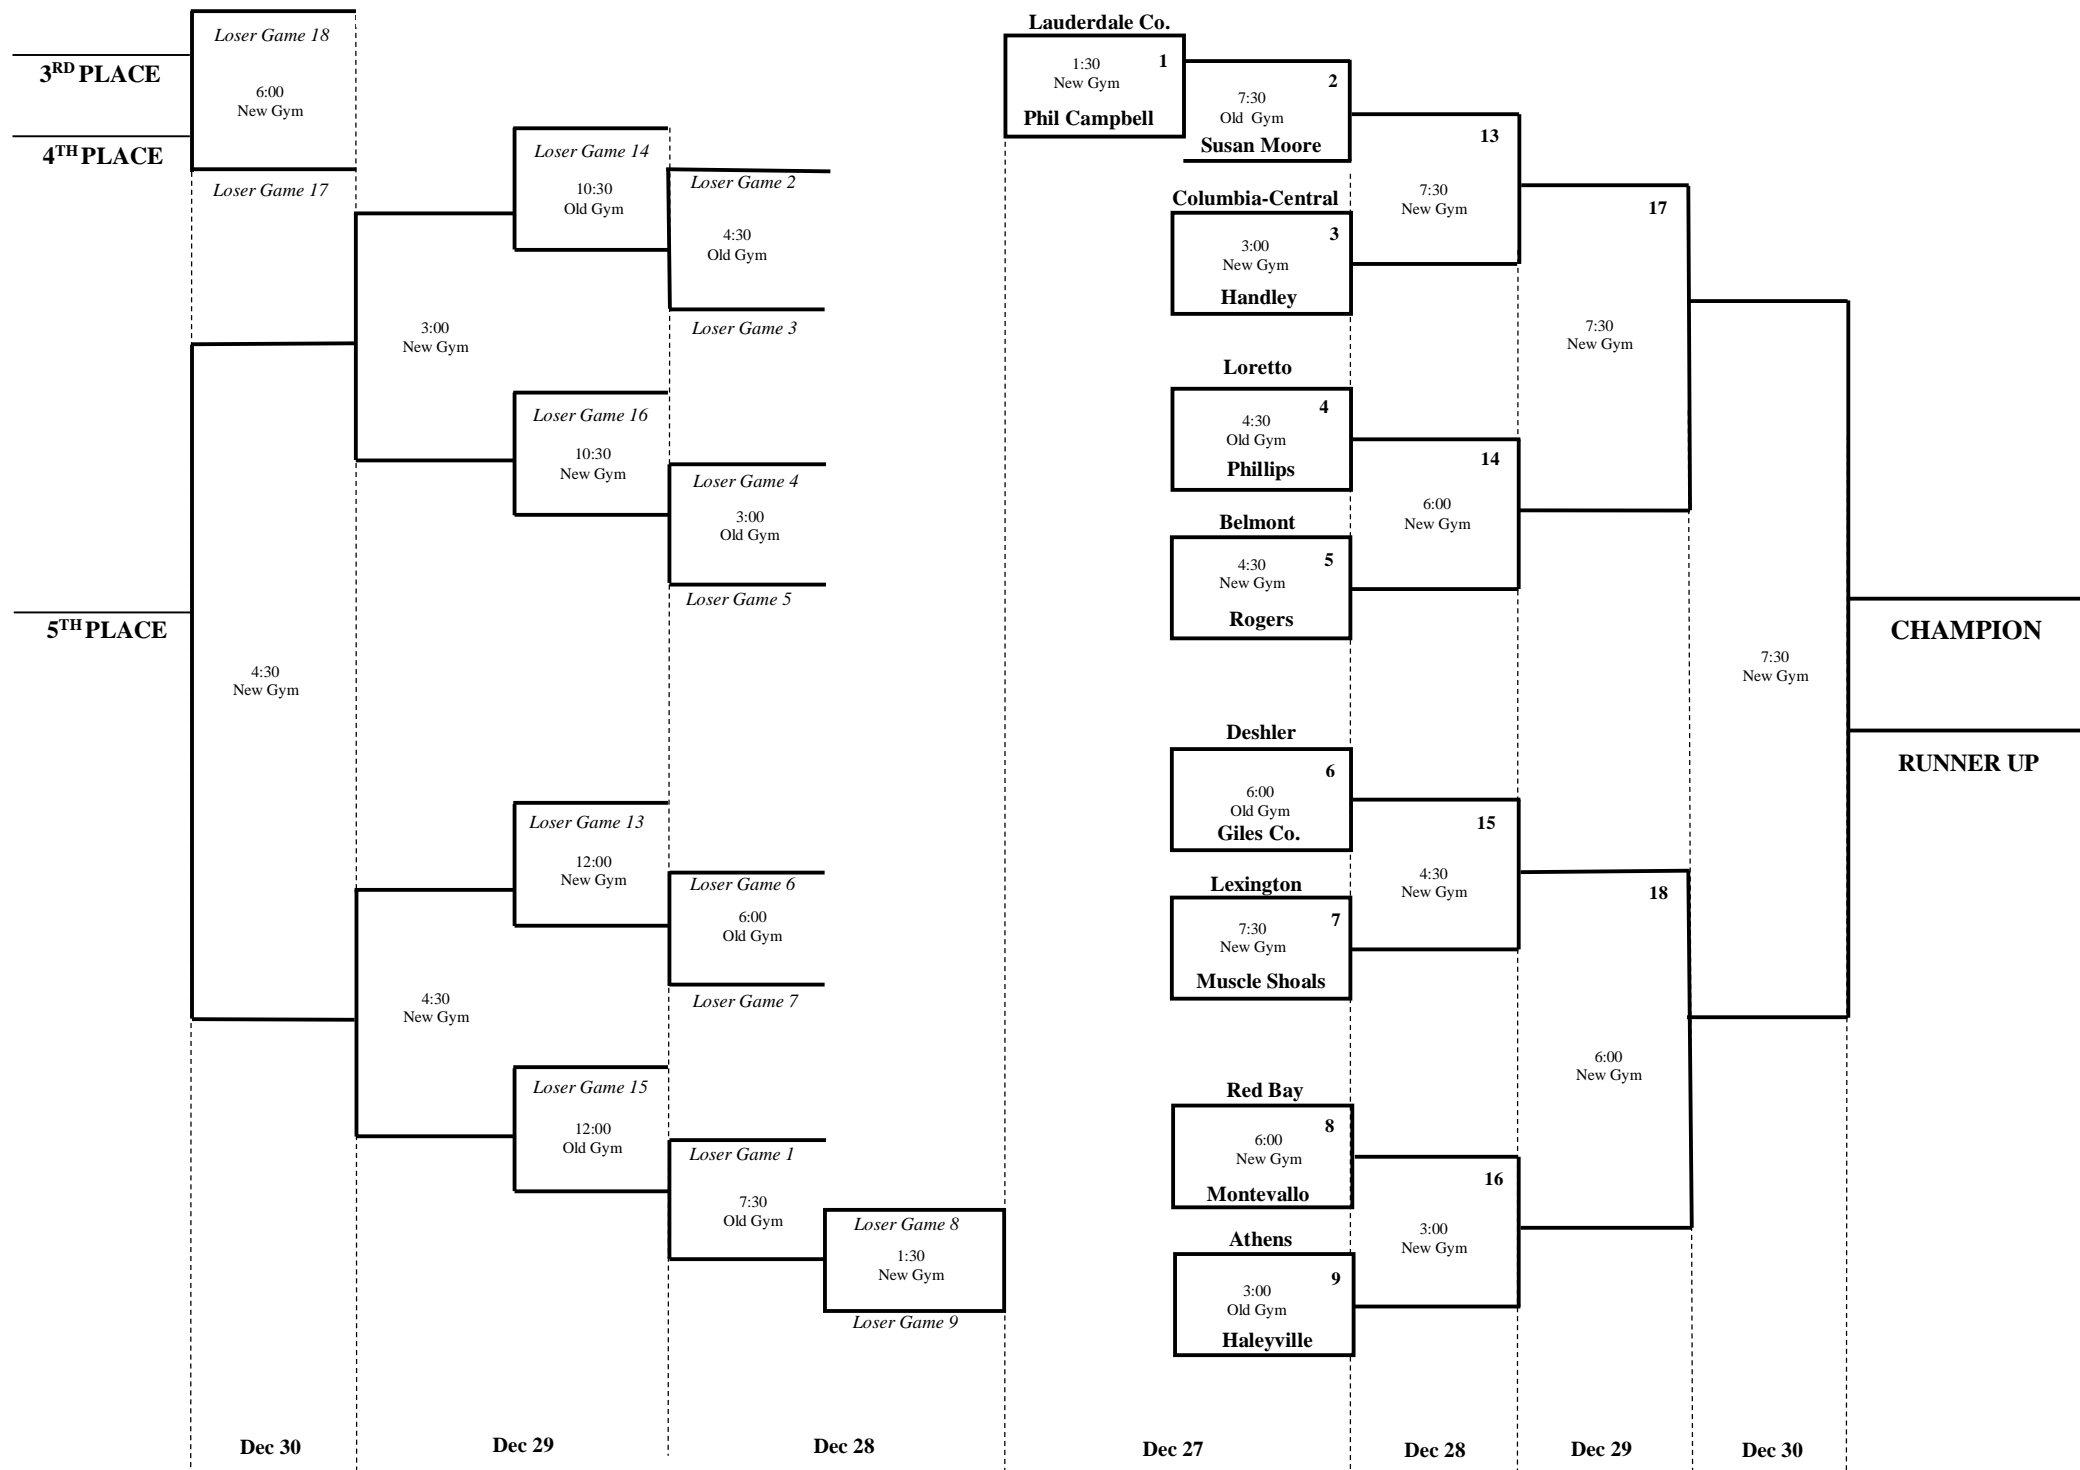 Loser Game 18
3RD PLACE
6:00
New Gym
4TH PLACE
Loser Game 17
Loser Game 14
10:30
Old Gym
Loser Game 2
4:30
Old Gym
Loser Game 3
3:00
New Gym
Loser Game 16
10:30
New Gym
Loser Game 4
3:00
Old Gym
Loser Game 5
5TH PLACE
4:30
New Gym
Loser Game 13
12:00
New Gym
Loser Game 6
6:00
Old Gym
Loser Game 7
4:30
New Gym
Loser Game 15
12:00
Old Gym
Loser Game 1
7:30
Old Gym
Loser Game 8
1:30
New Gym
Loser Game 9
Lauderdale Co.
1:30 1
New Gym
Phil Campbell
2
7:30
Old Gym
Susan Moore
Columbia-Central
3
3:00
New Gym
Handley
13
7:30
New Gym
Loretto
4
4:30
Old Gym
Phillips
Belmont
5
4:30
New Gym
Rogers
14
6:00
New Gym
17
7:30
New Gym
Deshler
6
6:00
Old Gym
Giles Co.
Lexington
7
7:30
New Gym
Muscle Shoals
15
4:30
New Gym
Red Bay
8
6:00
New Gym
Montevallo
Athens
9
3:00
Old Gym
Haleyville
16
3:00
New Gym
18
6:00
New Gym
7:30
New Gym
CHAMPION
RUNNER UP
Dec 30
Dec 29
Dec 28
Dec 27
Dec 28
Dec 29
Dec 30